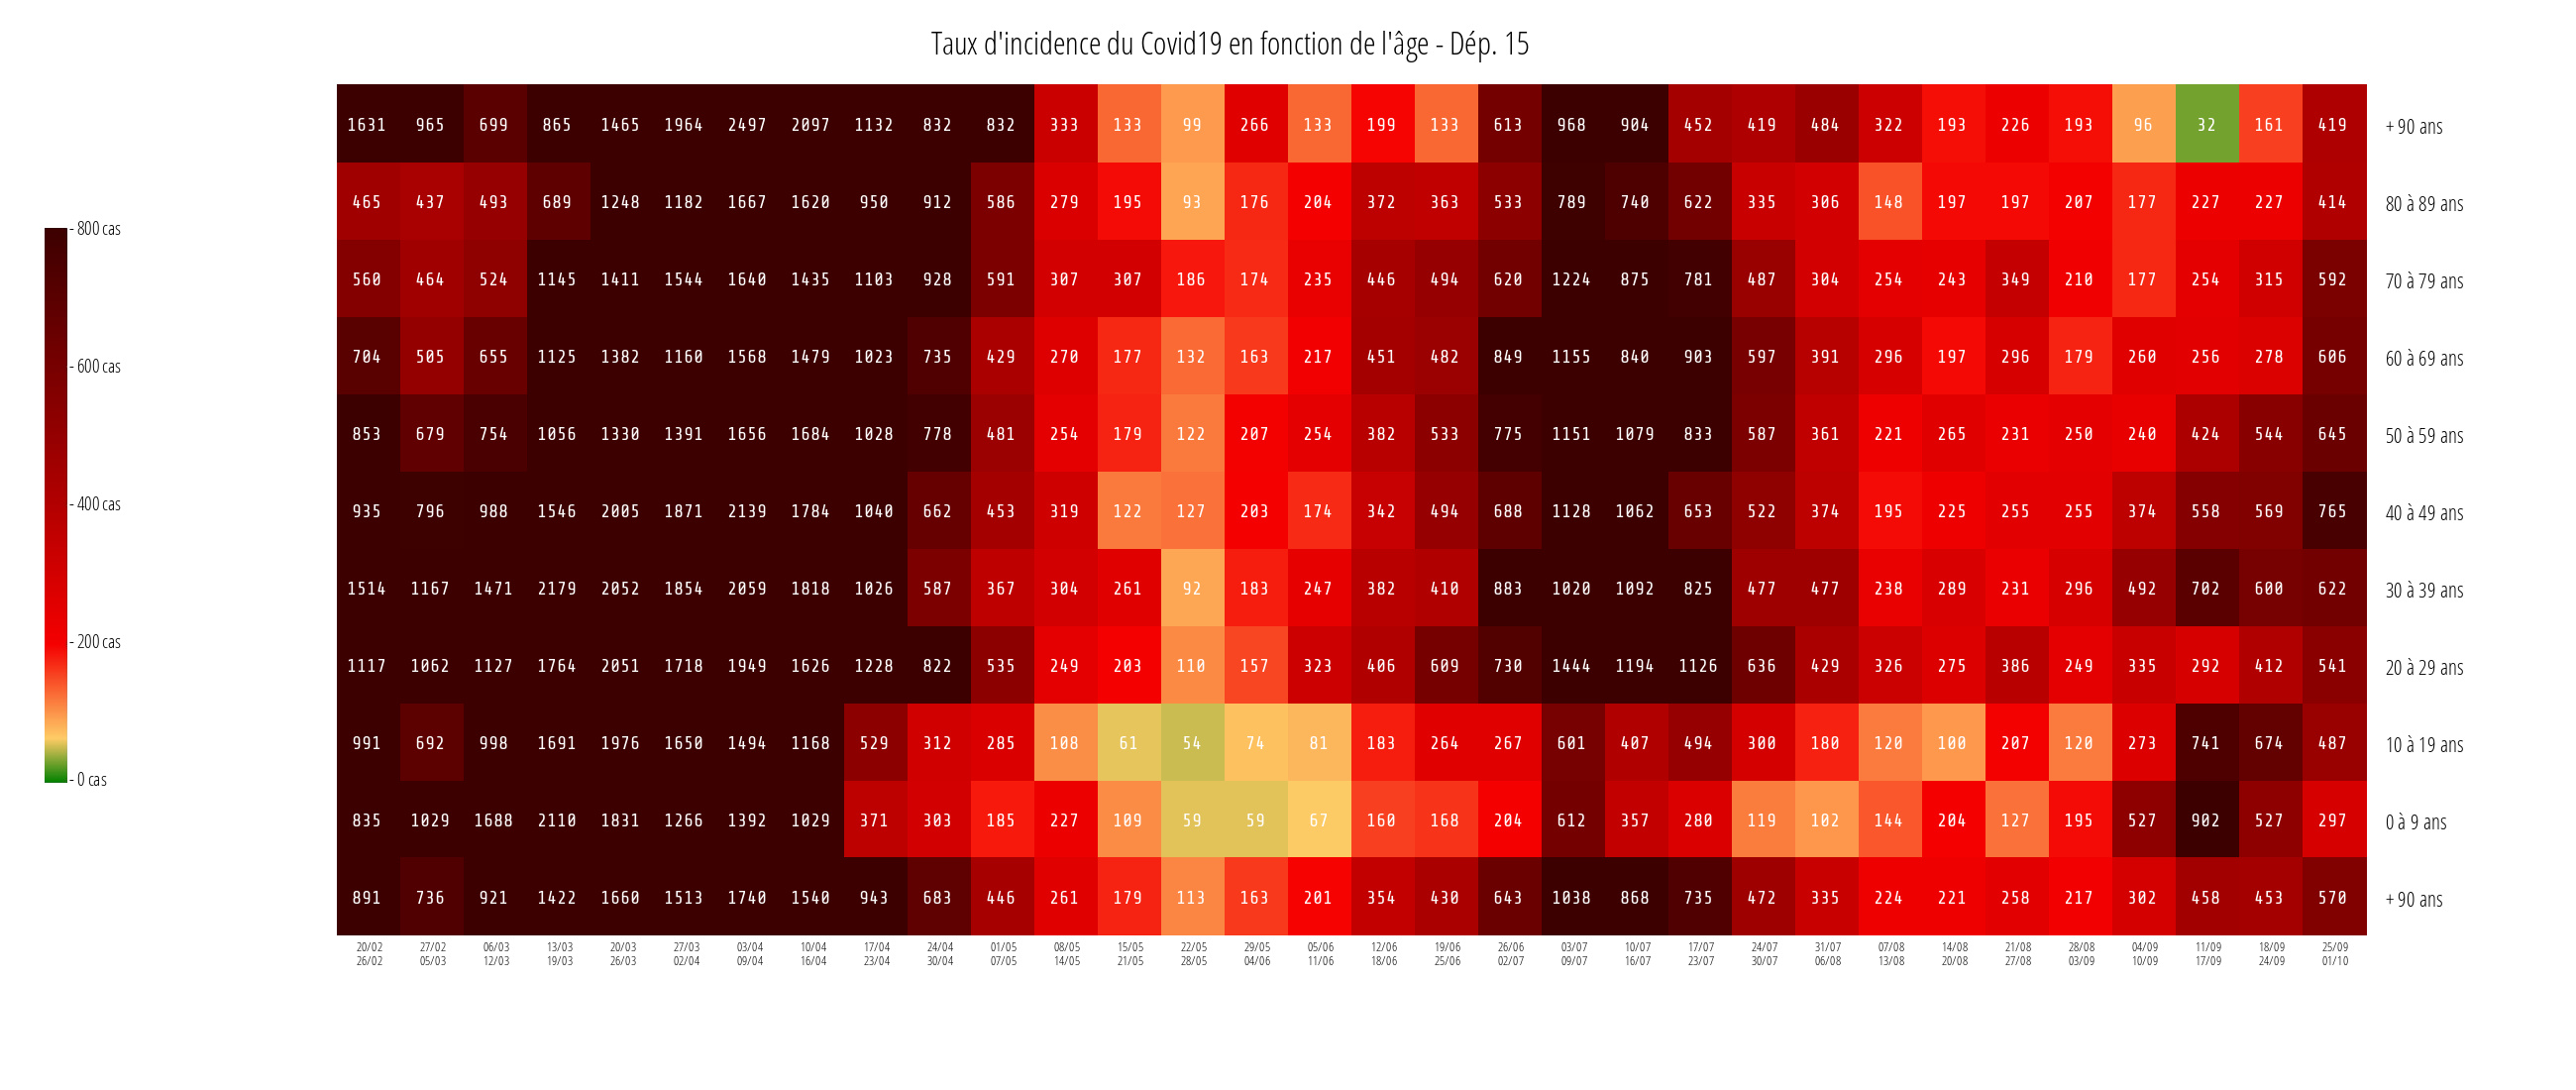 Taux d'incidence du Covid19 en fonction de l'âge - Dép. 15
1631 965 699 865 1465 1964 2497 2097 1132 832 832 333 133 99 266 133 199 133 613 968 904 452 419 484 322 193 226 193 96 32 161 419 + 90 ans
465 437 493 689 1248 1182 1667 1620 950 912 586 279 195 93 176 204 372 363 533 789 740 622 335 306 148 197 197 207 177 227 227 414 80 à 89 ans
- 800 cas
560 464 524 1145 1411 1544 1640 1435 1103 928 591 307 307 186 174 235 446 494 620 1224 875 781 487 304 254 243 349 210 177 254 315 592 70 à 79 ans
704 505 655 1125 1382 1160 1568 1479 1023 735 429 270 177 132 163 217 451 482 849 1155 840 903 597 391 296 197 296 179 260 256 278 606 60 à 69 ans
- 600 cas
853 679 754 1056 1330 1391 1656 1684 1028 778 481 254 179 122 207 254 382 533 775 1151 1079 833 587 361 221 265 231 250 240 424 544 645 50 à 59 ans
- 400 cas
935 796 988 1546 2005 1871 2139 1784 1040 662 453 319 122 127 203 174 342 494 688 1128 1062 653 522 374 195 225 255 255 374 558 569 765 40 à 49 ans
1514 1167 1471 2179 2052 1854 2059 1818 1026 587 367 304 261 92 183 247 382 410 883 1020 1092 825 477 477 238 289 231 296 492 702 600 622 30 à 39 ans
- 200 cas
1117 1062 1127 1764 2051 1718 1949 1626 1228 822 535 249 203 110 157 323 406 609 730 1444 1194 1126 636 429 326 275 386 249 335 292 412 541 20 à 29 ans
991 692 998 1691 1976 1650 1494 1168 529 312 285 108 61 54 74 81 183 264 267 601 407 494 300 180 120 100 207 120 273 741 674 487 10 à 19 ans
- 0 cas
835 1029 1688 2110 1831 1266 1392 1029 371 303 185 227 109 59 59 67 160 168 204 612 357 280 119 102 144 204 127 195 527 902 527 297 0 à 9 ans
891 736 921 1422 1660 1513 1740 1540 943 683 446 261 179 113 163 201 354 430 643 1038 868 735 472 335 224 221 258 217 302 458 453 570 + 90 ans
20/02 27/02 06/03 13/03 20/03 27/03 03/04 10/04 17/04 24/04 01/05 08/05 15/05 22/05 29/05 05/06 12/06 19/06 26/06 03/07 10/07 17/07 24/07 31/07 07/08 14/08 21/08 28/08 04/09 11/09 18/09 25/09
26/02 05/03 12/03 19/03 26/03 02/04 09/04 16/04 23/04 30/04 07/05 14/05 21/05 28/05 04/06 11/06 18/06 25/06 02/07 09/07 16/07 23/07 30/07 06/08 13/08 20/08 27/08 03/09 10/09 17/09 24/09 01/10